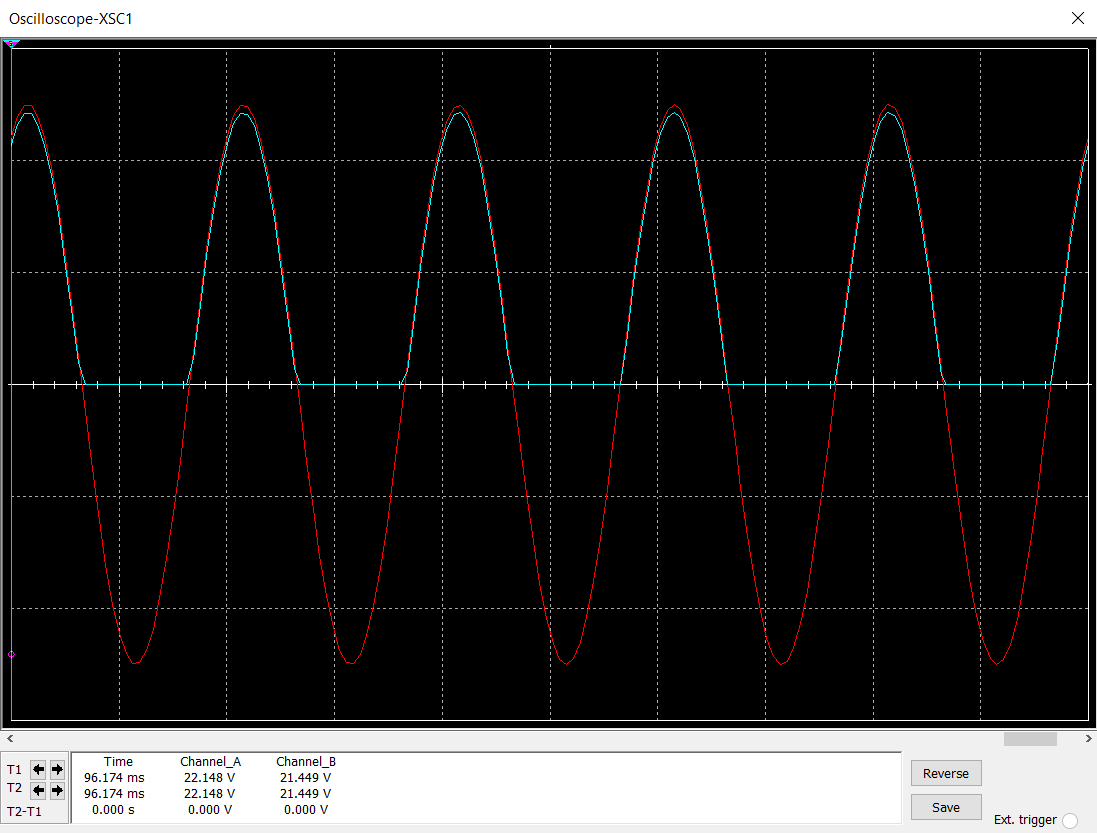 Oscilloscope-XSC1
Time Channel_A Channel_B
T1 96.174 ms 22.148 V 21.449 V
T2 96.174 ms 22.148 V 21.449 V
T2-T1 0.000 s 0.000 V 0.000 V
Reverse
Save
Ext. trigger